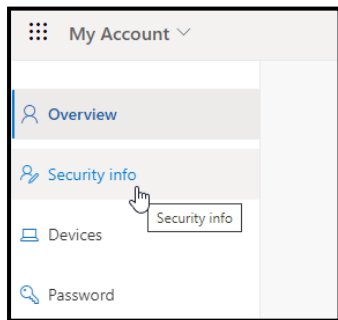 My Account
Overview
Security info
Security info
Devices
Password